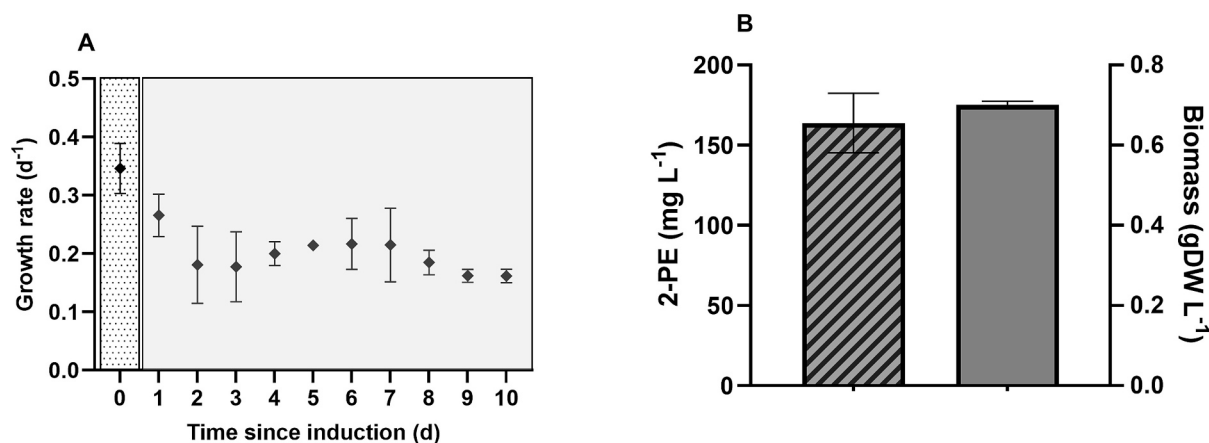 A
Growth rate (d-1)
0.5
0.4
0.3
0.2
0.1
0.0
0 1 2 3 4 5 6 7 8 9 10
Time since induction (d)
B
2-PE (mg L-1)
200
150
100
50
0
0.8
0.6
0.4
0.2
0.0
Biomass (gDW L-1)